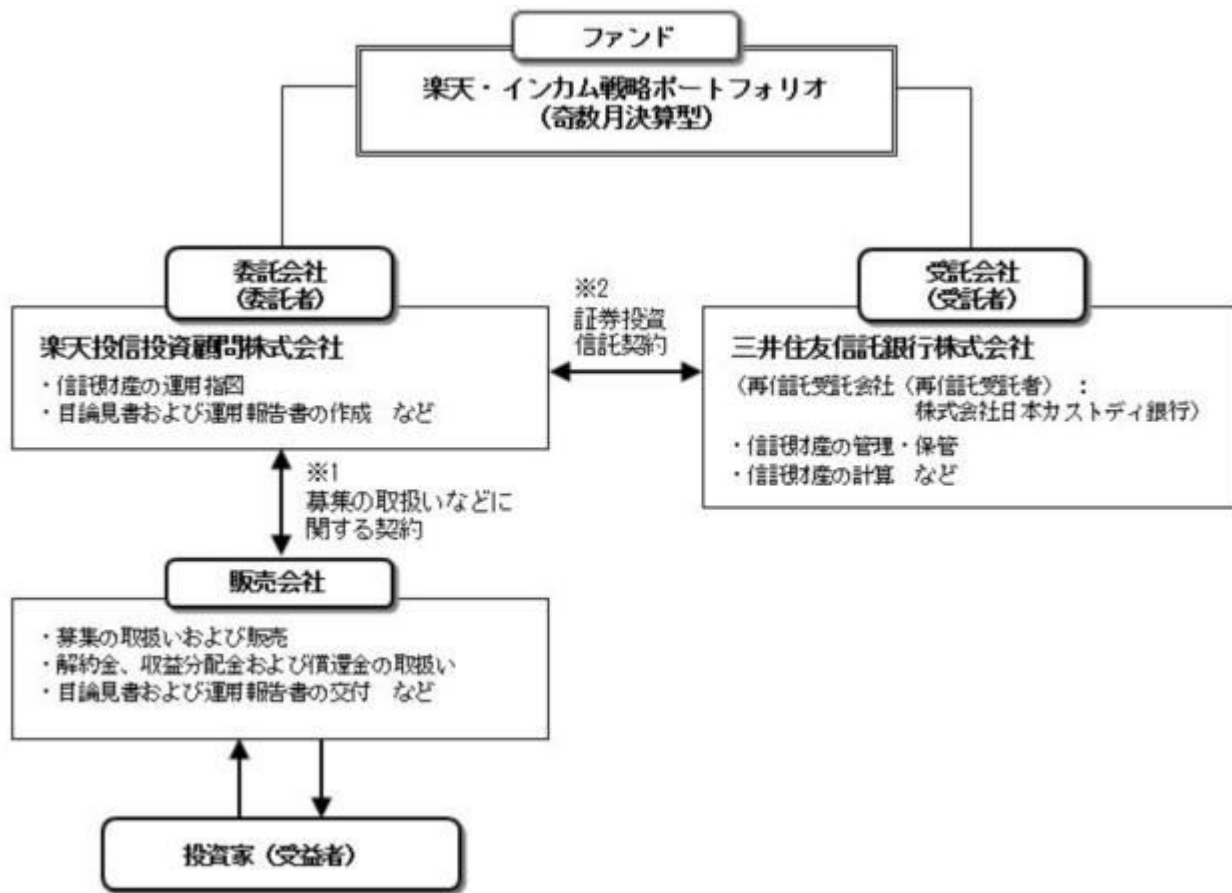 ファンド
楽天・インカム戦略ポートフォリオ
(奇数月決算型)
委託会社
(委託者)
楽天投信投資顧問株式会社
・信託財産の運用指図
・目論見書および運用報告書の作成　など
※2
証券投資
信託契約
受託会社
(受託者)
三井住友信託銀行株式会社
(再信託受託会社(再信託受託者)：
株式会社日本カストディ銀行)
・信託財産の管理・保管
・信託財産の計算　など
※1
募集の取扱いなどに
関する契約
販売会社
・募集の取扱いおよび販売
・解約金、収益分配金および償還金の取扱い
・目論見書および運用報告書の交付　など
投資家(受益者)